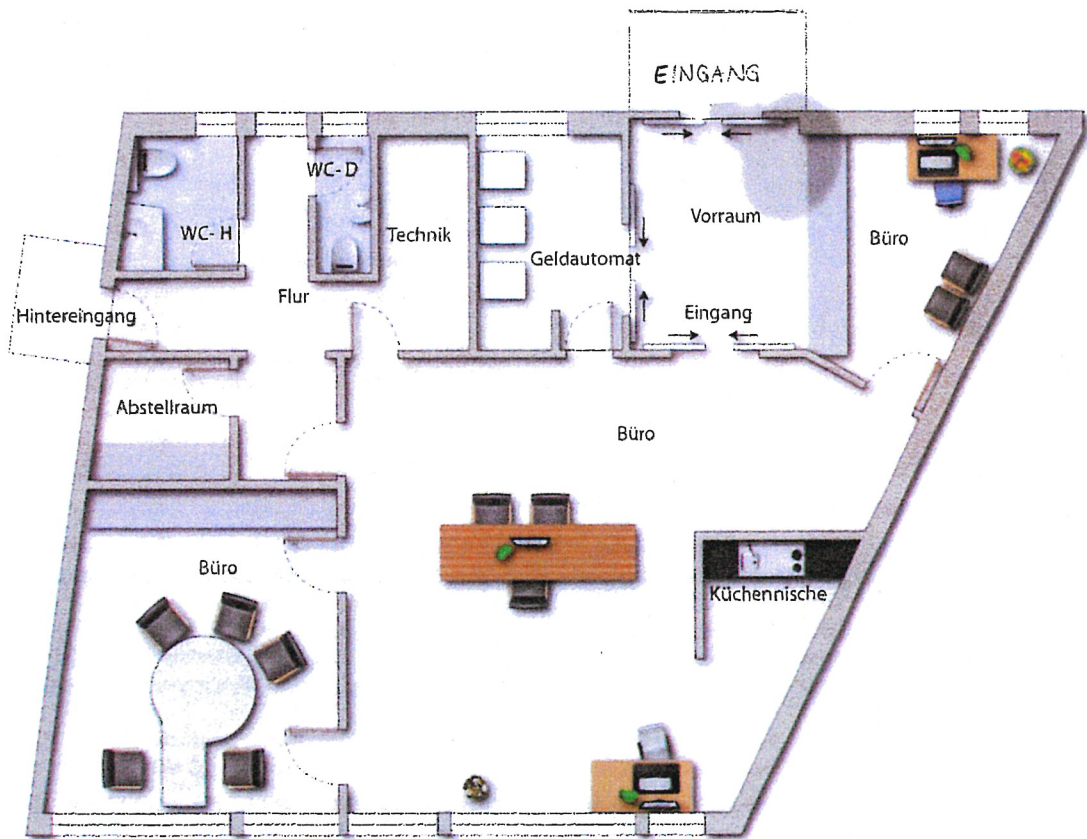 EINGANG
WC-D
WC-H
Technik
Vorraum
Büro
Geldautomat
Flur
Hintereingang
Eingang
Abstellraum
Büro
Büro
Küchennische